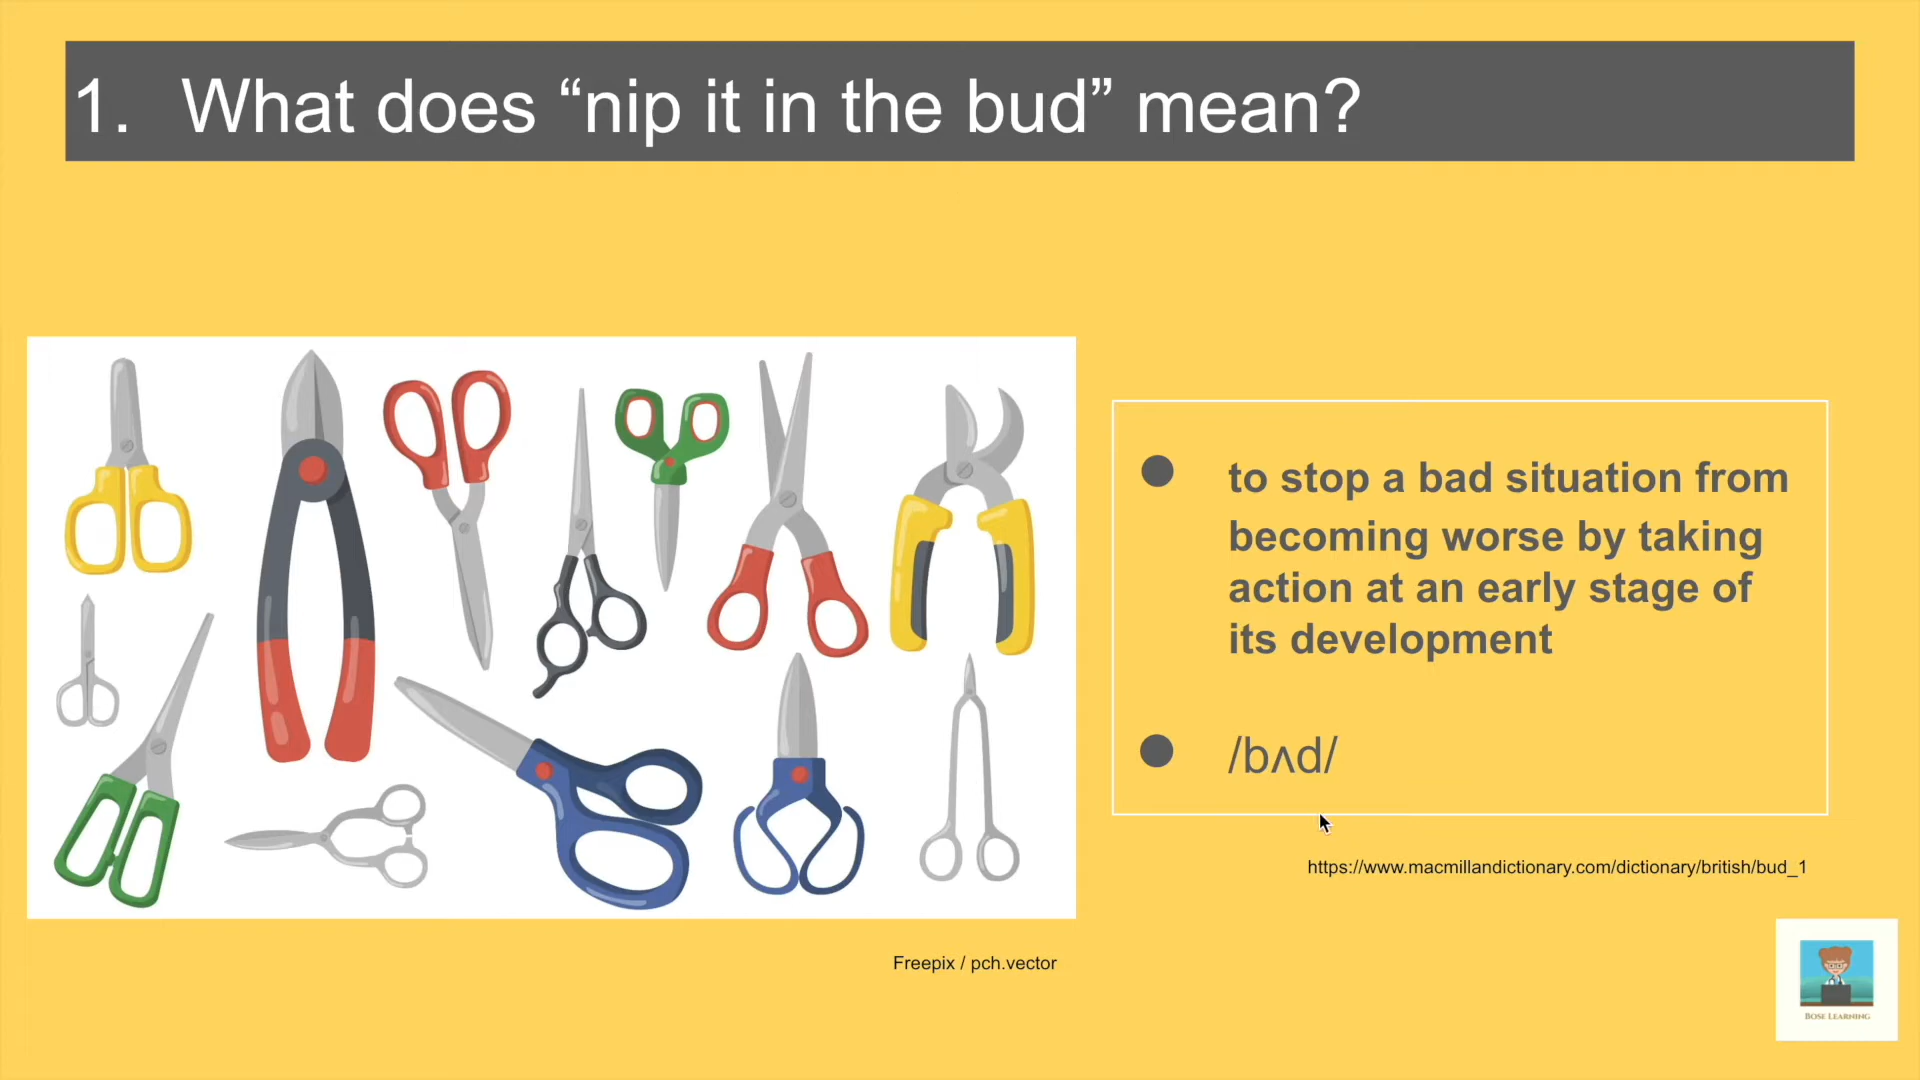 1. What does “nip it in the bud” mean?
to stop a bad situation from
becoming worse by taking
action at an early stage of
its development
/bʌd/
https://www.macmillandictionary.com/dictionary/british/bud_1
Freepix / pch.vector
BOSE LEARNING